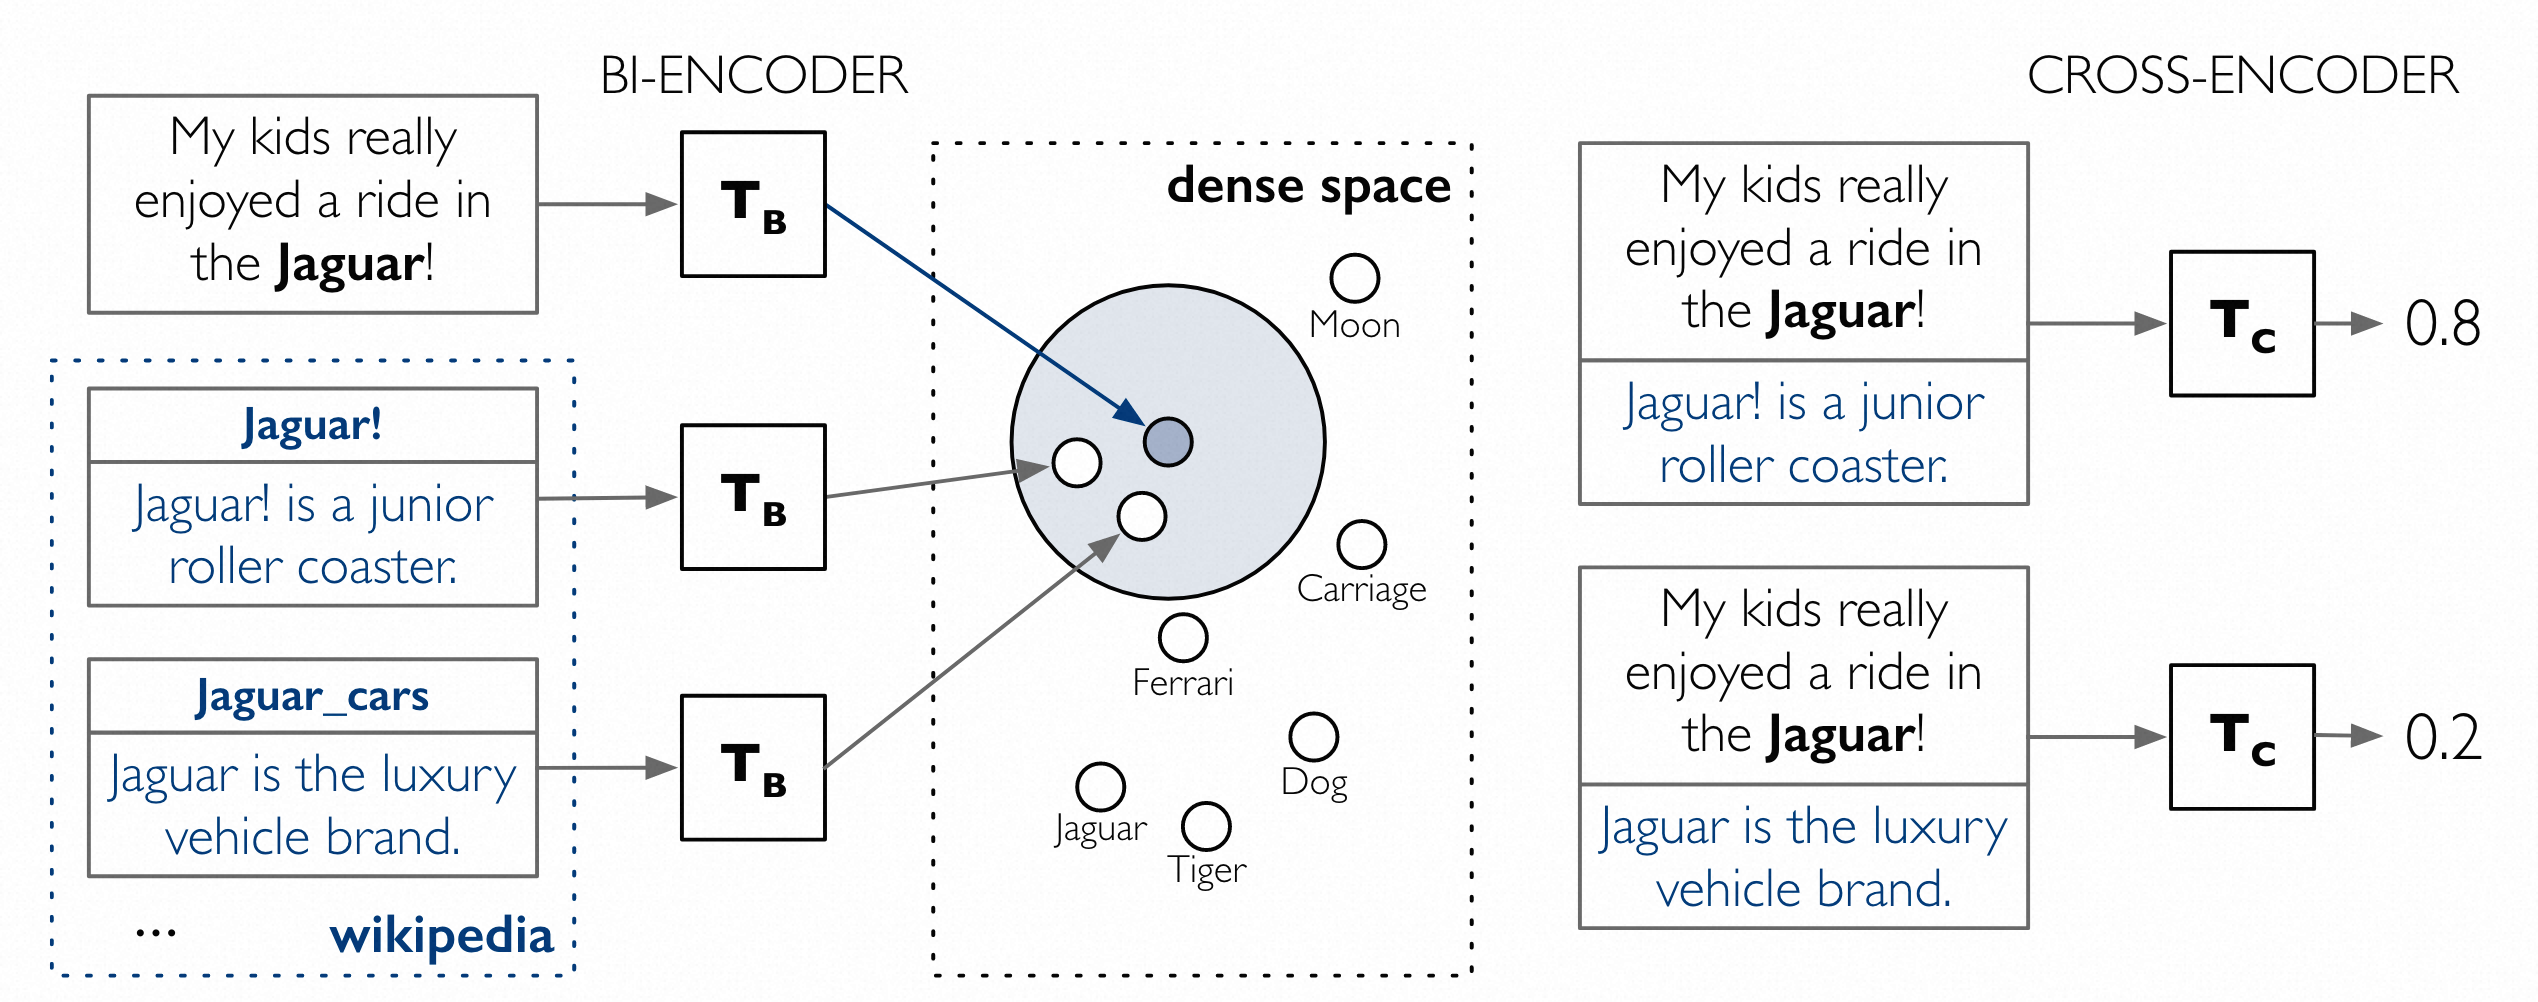 BI-ENCODER
My kids really
enjoyed a ride in
the Jaguar!
T_B
Jaguar!
Jaguar! is a junior
roller coaster.
T_B
Jaguar_cars
Jaguar is the luxury
vehicle brand.
T_B
...
wikipedia
dense space
Moon
Carriage
Ferrari
Dog
Jaguar
Tiger
CROSS-ENCODER
My kids really
enjoyed a ride in
the Jaguar!
Jaguar! is a junior
roller coaster.
T_C
0.8
My kids really
enjoyed a ride in
the Jaguar!
Jaguar is the luxury
vehicle brand.
T_C
0.2